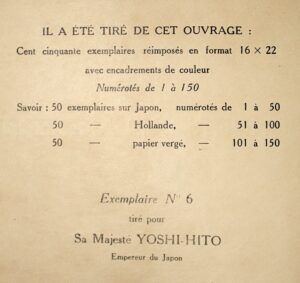 IL A ÉTÉ TIRÉ DE CET OUVRAGE :
Cent cinquante exemplaires réimposés en format 16 × 22
avec encadrements de couleur
Numérotés de 1 à 150
Savoir : 50 exemplaires sur Japon, numérotés de 1 à 50
50 — Hollande, — 51 à 100
50 — papier vergé, — 101 à 150
Exemplaire N° 6
tiré pour
Sa Majesté YOSHI-HITO
Empereur du Japon